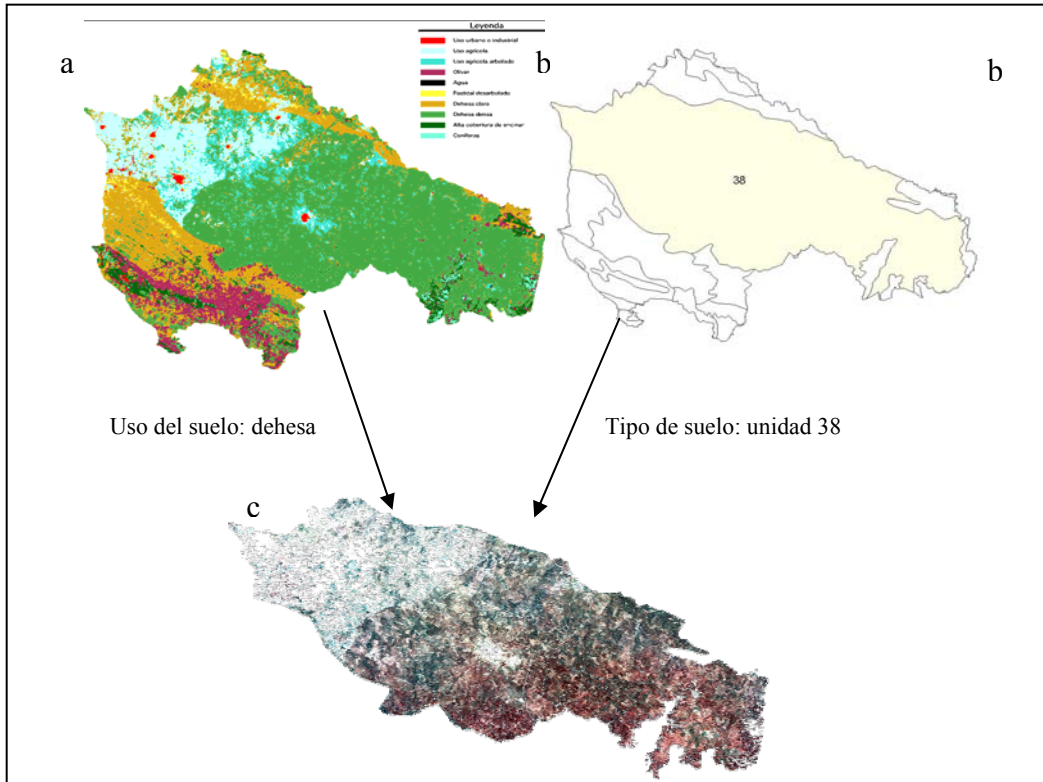 Leyenda
Uso urbano e industrial
Uso agrícola
Uso agrícola arbolado
Olivar
Agua
Pastizal desarbolado
Dehesa clara
Dehesa densa
Alta cobertura de encinar
Coníferas
a
b
b
38
Uso del suelo: dehesa
Tipo de suelo: unidad 38
c